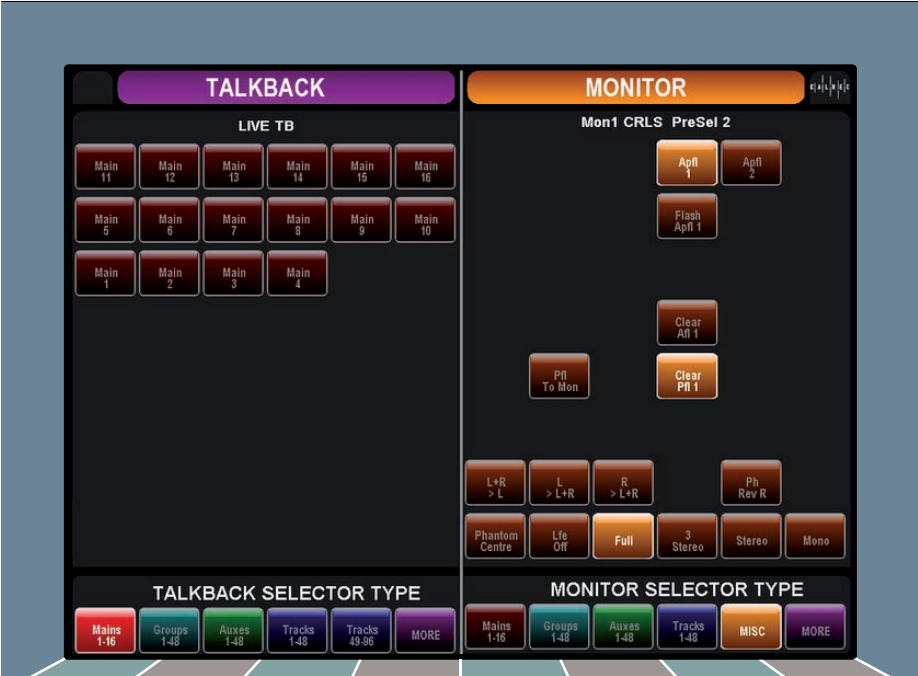 TALKBACK
LIVE TB
Main
11
Main
12
Main
13
Main
14
Main
15
Main
16
Main
5
Main
6
Main
7
Main
8
Main
9
Main
10
Main
1
Main
2
Main
3
Main
4
TALKBACK SELECTOR TYPE
Mains
1-16
Groups
1-48
Auxes
1-48
Tracks
1-48
Tracks
49-96
MORE
MONITOR
CALREC
Mon1 CRLS PreSel 2
Apfl
1
Apfl
2
Flash
Apfl 1
Clear
Afl 1
Pfl
To Mon
Clear
Pfl 1
L+R
> L
L
> L+R
R
> L+R
Ph
Rev R
Phantom
Centre
Lfe
Off
Full
3
Stereo
Stereo
Mono
MONITOR SELECTOR TYPE
Mains
1-16
Groups
1-48
Auxes
1-48
Tracks
1-48
MISC
MORE